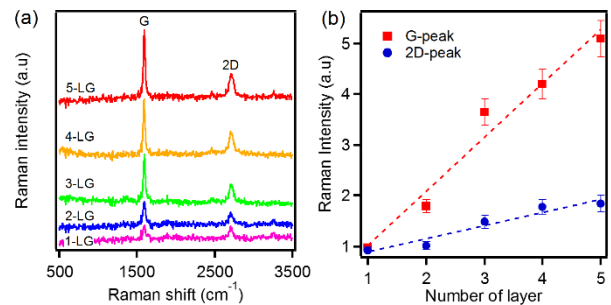 (a)
G
2D
5-LG
4-LG
3-LG
2-LG
1-LG
Raman intensity (a.u)
500 1500 2500 3500
Raman shift (cm⁻¹)
(b)
G-peak
2D-peak
Raman Intensity (a.u)
5
4
3
2
1
1 2 3 4 5
Number of layer